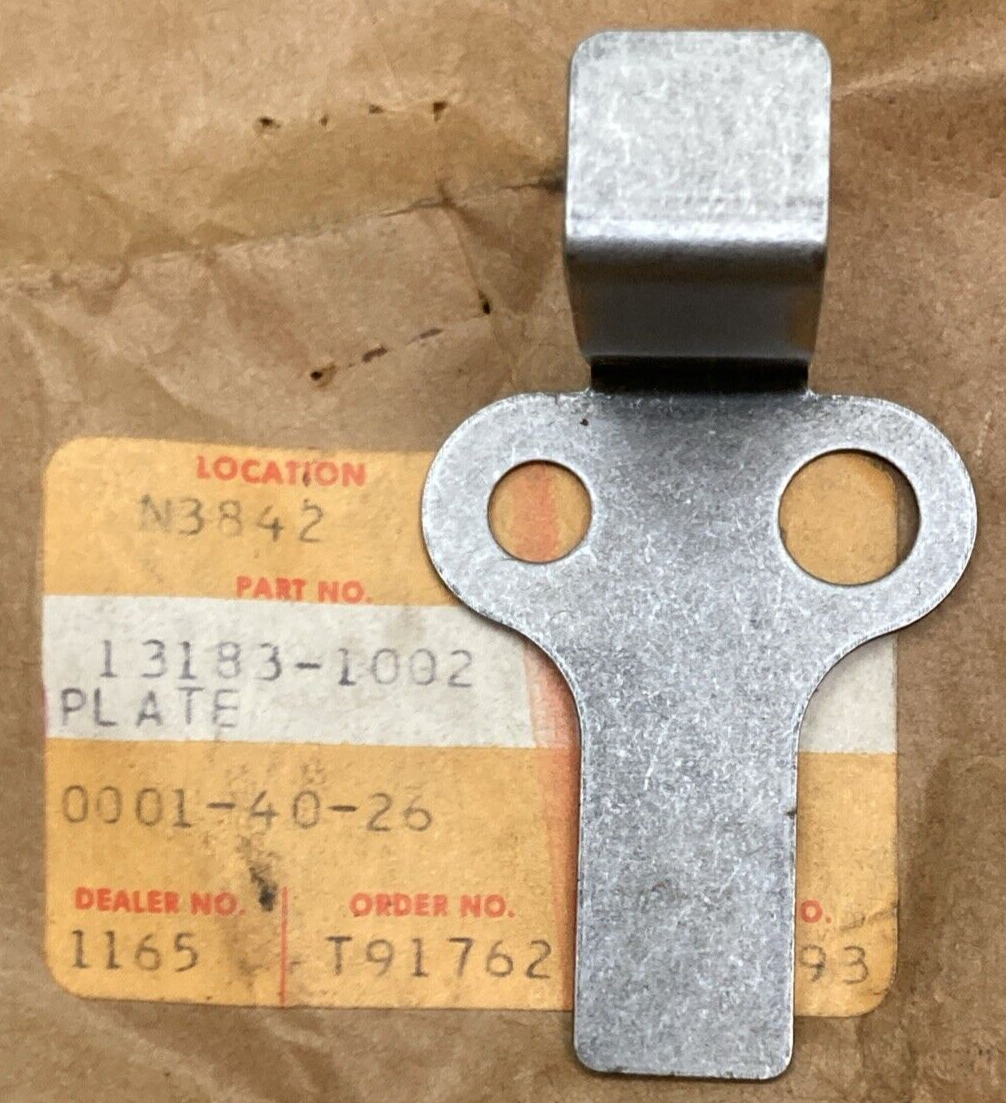 LOCATION
N3842
PART NO.
13183-1002
PLATE
0001-40-26
DEALER NO. ORDER NO. O.
1165 T91762 93